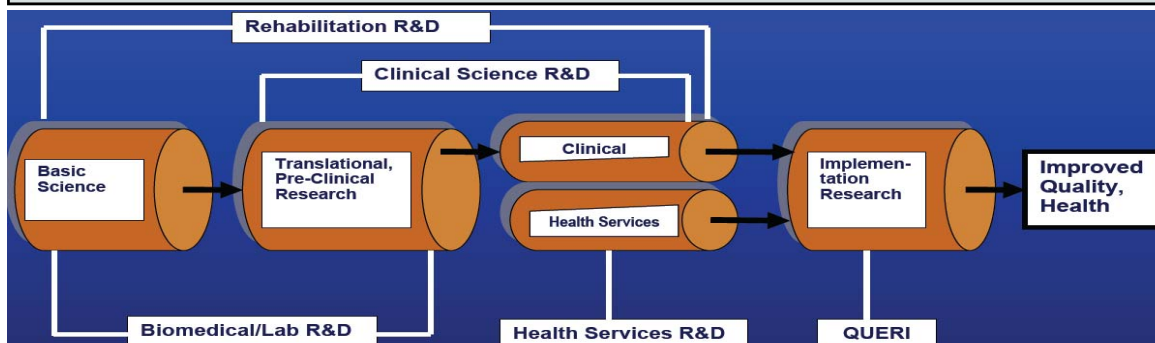 Rehabilitation R&D
Clinical Science R&D
Basic
Science
Translational,
Pre-Clinical
Research
Clinical
Health Services
Implemen-
tation
Research
Improved
Quality,
Health
Biomedical/Lab R&D
Health Services R&D
QUERI